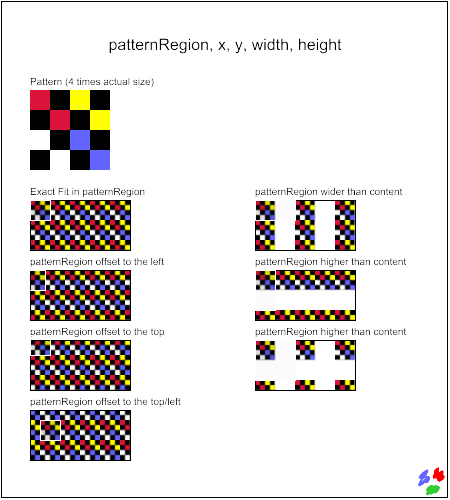 patternRegion, x, y, width, height
Pattern (4 times actual size)
Exact Fit in patternRegion
patternRegion wider than content
patternRegion offset to the left
patternRegion higher than content
patternRegion offset to the top
patternRegion higher than content
patternRegion offset to the top/left